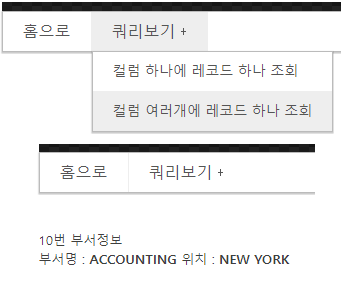 홈으로 쿼리보기 +
컬럼 하나에 레코드 하나 조회
컬럼 여러개에 레코드 하나 조회
홈으로 쿼리보기 +
10번 부서정보
부서명 : ACCOUNTING 위치 : NEW YORK